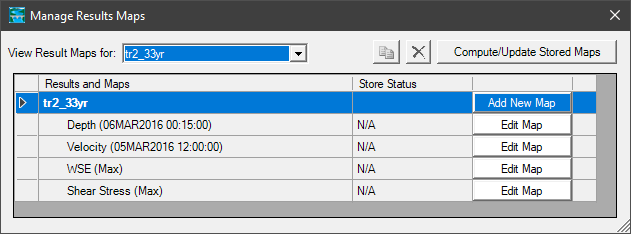 Manage Results Maps
View Result Maps for: tr2_33yr Compute/Update Stored Maps
Results and Maps Store Status
tr2_33yr Add New Map
Depth (06MAR2016 00:15:00) N/A Edit Map
Velocity (05MAR2016 12:00:00) N/A Edit Map
WSE (Max) N/A Edit Map
Shear Stress (Max) N/A Edit Map